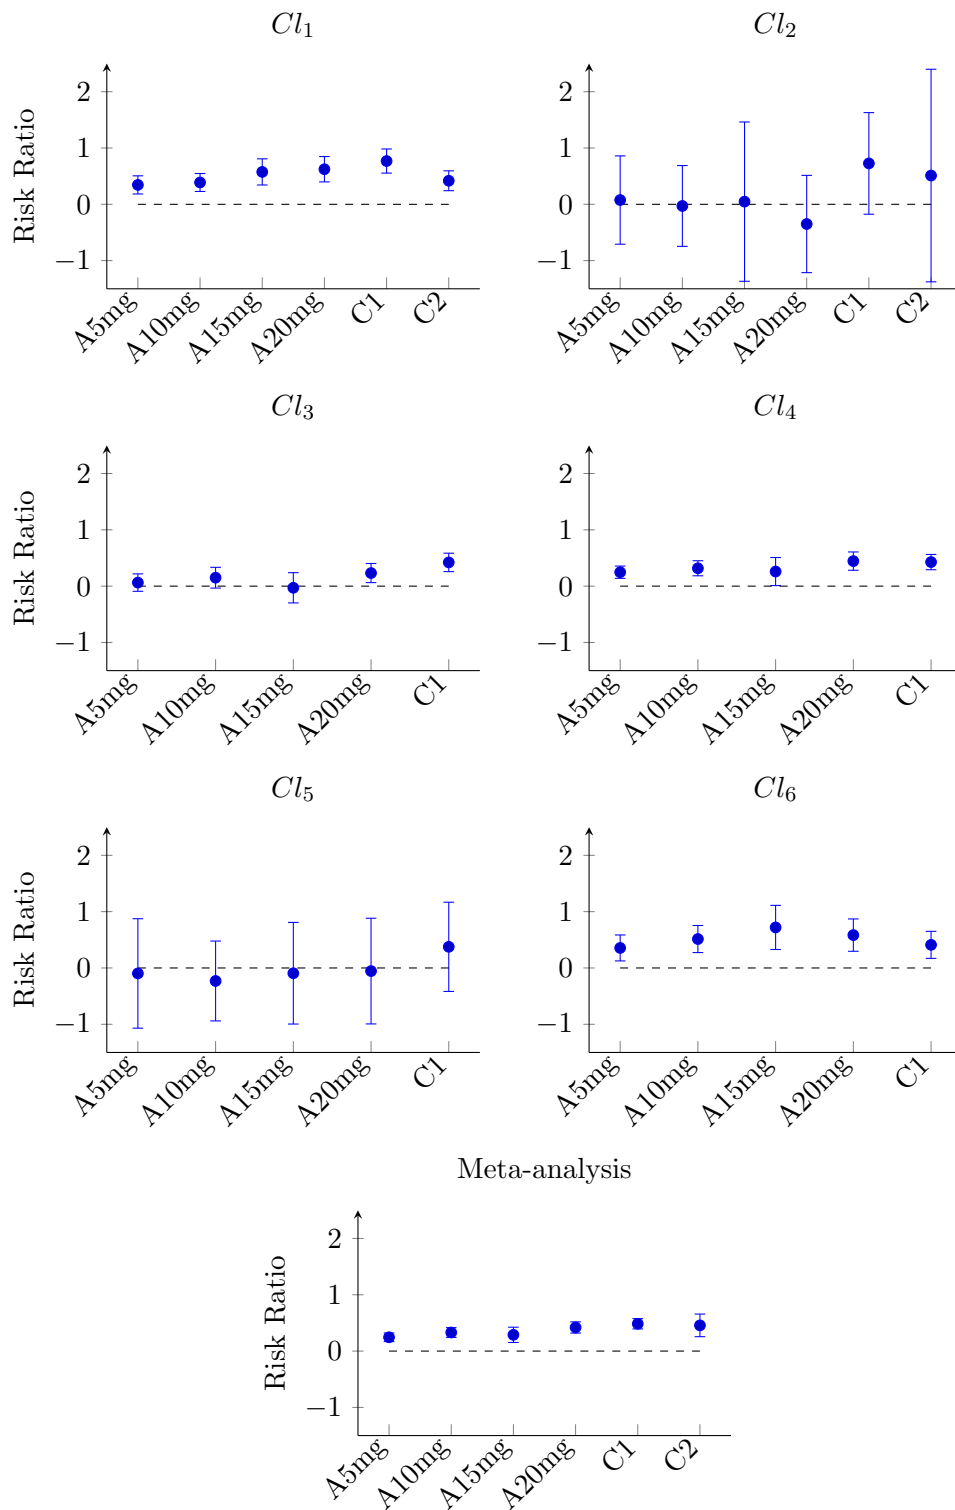 Cl₁
Risk Ratio
2
1
0
−1
A5mg
A10mg
A15mg
A20mg
C1
C2
Cl₂
2
1
0
−1
A5mg
A10mg
A15mg
A20mg
C1
C2
Cl₃
Risk Ratio
2
1
0
−1
A5mg
A10mg
A15mg
A20mg
C1
Cl₄
2
1
0
−1
A5mg
A10mg
A15mg
A20mg
C1
Cl₅
Risk Ratio
2
1
0
−1
A5mg
A10mg
A15mg
A20mg
C1
Cl₆
2
1
0
−1
A5mg
A10mg
A15mg
A20mg
C1
Meta-analysis
Risk Ratio
2
1
0
−1
A5mg
A10mg
A15mg
A20mg
C1
C2